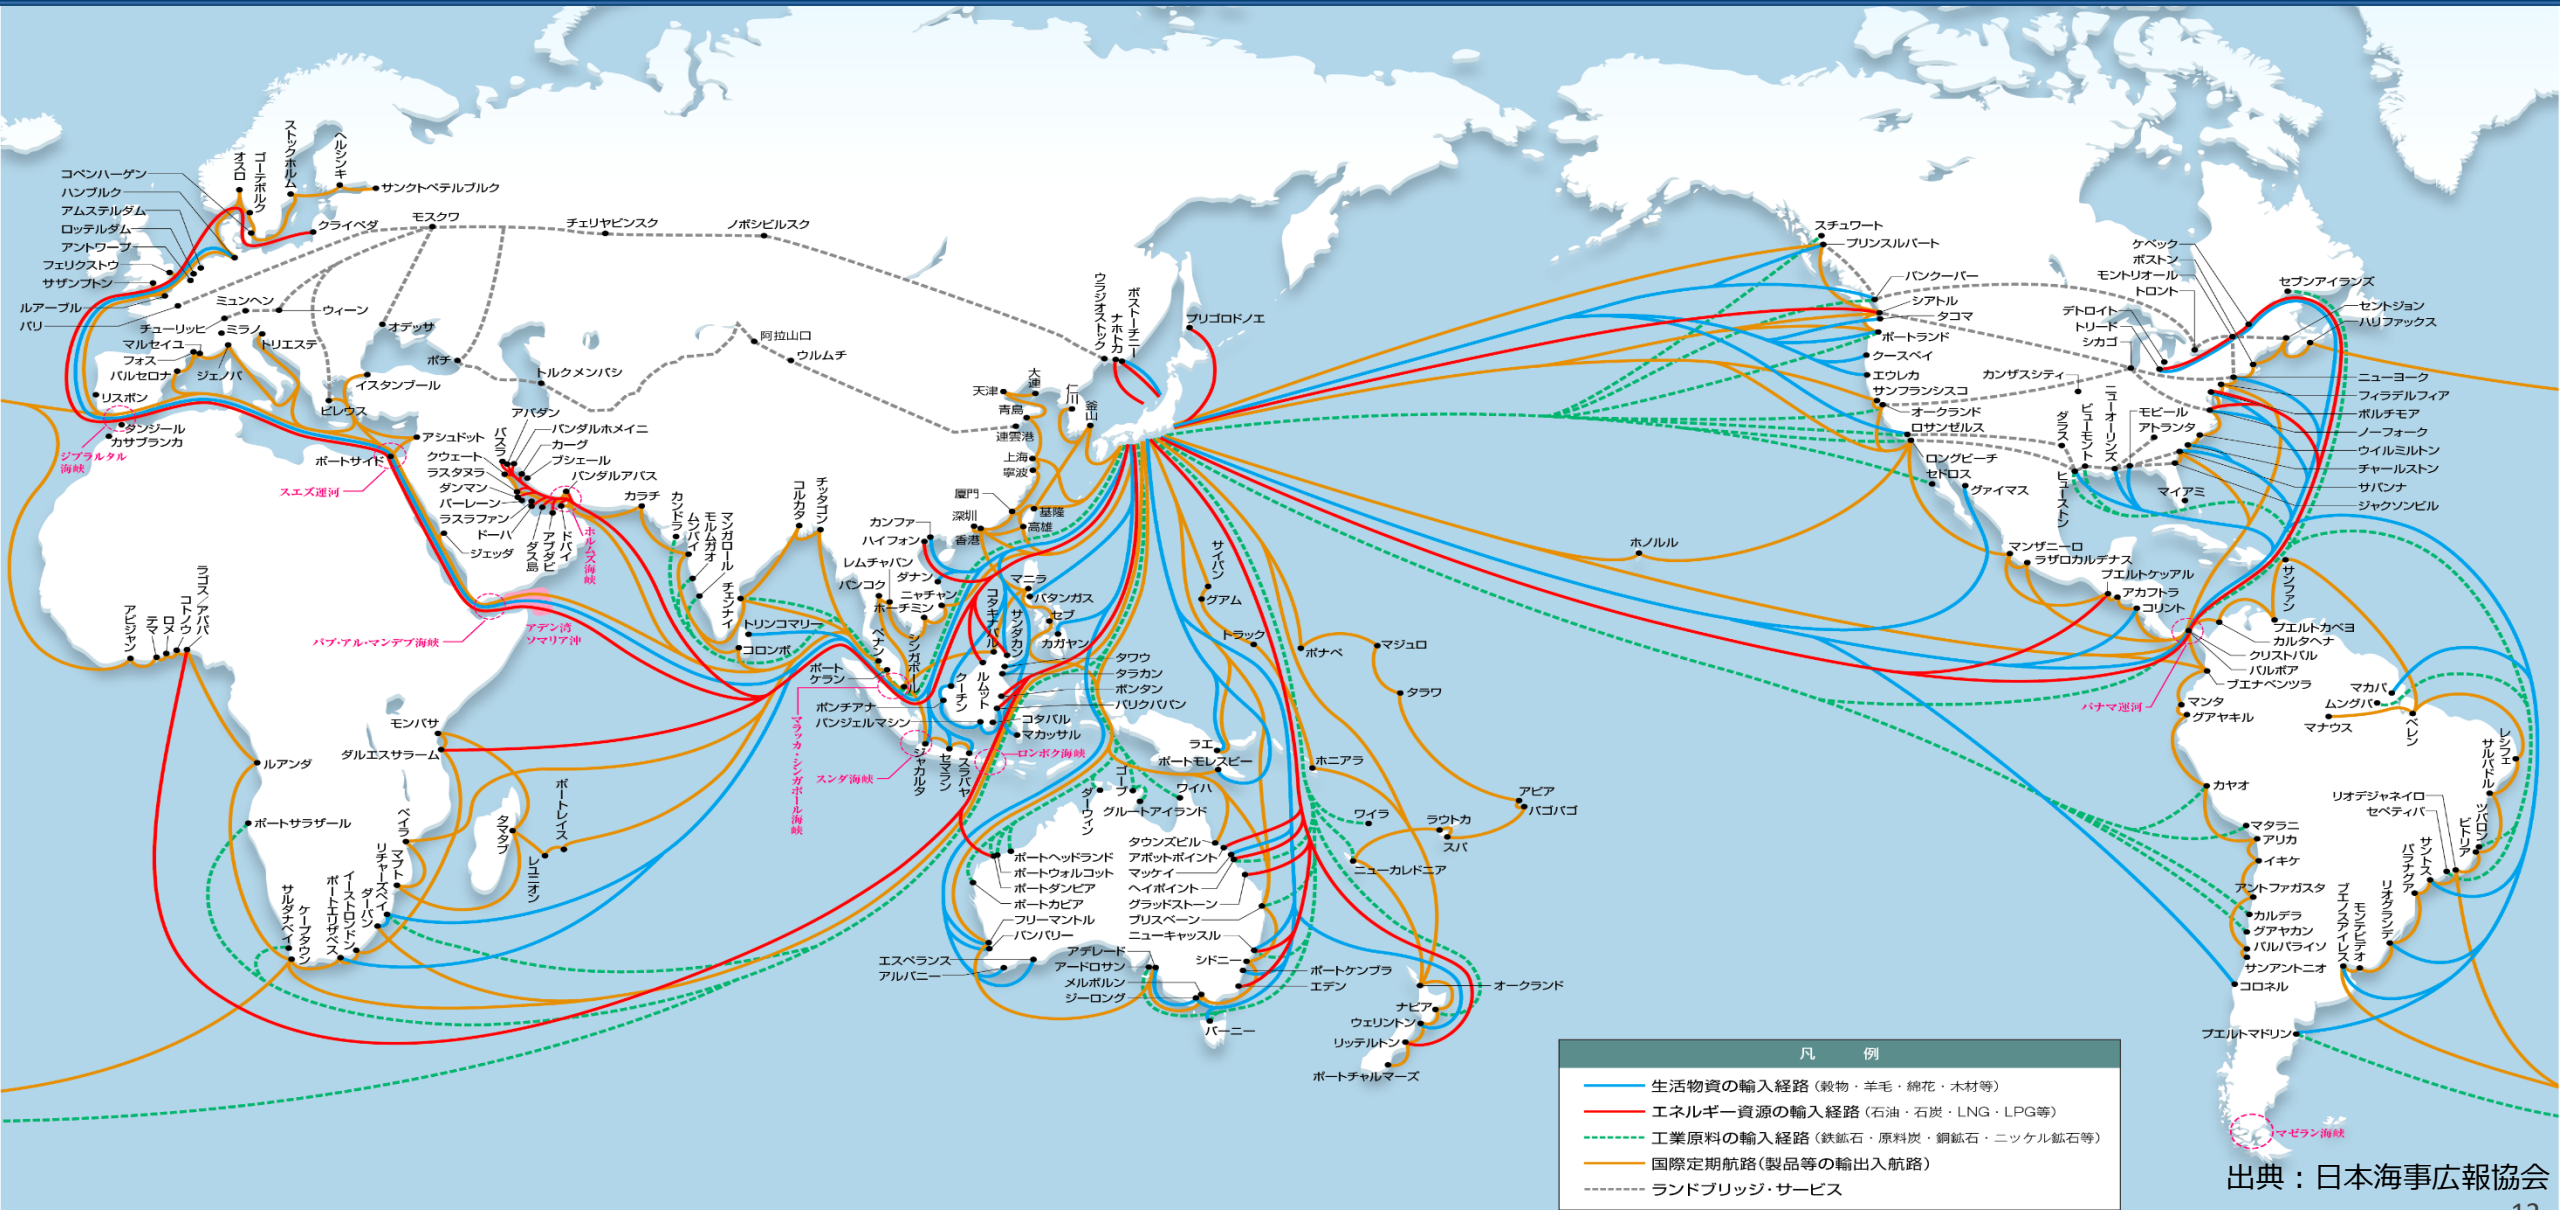 オスロ
ゴーテボルク
ストックホルム
ヘルシンキ
サンクトペテルブルク
コペンハーゲン
ハンブルク
アムステルダム
ロッテルダム
アントワープ
フェリクストウ
サザンプトン
ルアーブル
パリ
クライペダ
モスクワ
チェリヤビンスク
ノボシビルスク
ミュンヘン
ウィーン
チューリッヒ
ミラノ
マルセイユ
トリエステ
フォス
バルセロナ
ジェノバ
オデッサ
ポチ
イスタンブール
ピレウス
リスボン
タンジール
カサブランカ
ジブラルタル
海峡
トルクメンバシ
阿拉山口
ウルムチ
ウラジオストック
ナホトカ
ボストーチニー
プリゴロドノエ
天津
大連
青島
連雲港
仁川
釜山
上海
寧波
厦門
深圳
香港
基隆
高雄
アシュドット
ポートサイド
スエズ運河
アバダン
バンダルホメイニ
バスラ
カーグ
クウェート
ブシェール
ラスタヌラ
バンダルアバス
ダンマン
バーレーン
ラスラファン
ドーハ
ダス島
アブダビ
ドバイ
ホルムズ海峡
ジェッダ
カラチ
カンドラ
ムンバイ
モルムガオ
マンガロール
チェンナイ
コルカタ
チッタゴン
トリンコマリー
コロンボ
バブ・アル・マンデブ海峡
アデン湾
ソマリア沖
カンファ
ハイフォン
レムチャバン
バンコク
ダナン
ニャチャン
ホーチミン
ペナン
シンガポール
ポート
ケラン
マラッカ・シンガポール海峡
マニラ
バタンガス
セブ
カガヤン
コタキナバル
サンダカン
タワウ
タラカン
ボンタン
バリクパパン
クーチン
ルムット
ポンチアナ
バンジェルマシン
コタバル
マカッサル
ロンボク海峡
スンダ海峡
ジャカルタ
セマラン
スラバヤ
サイパン
グアム
トラック
ポナペ
マジュロ
タラワ
ラエ
ポートモレスビー
ホニアラ
アピア
パゴパゴ
ラウトカ
スバ
ワイラ
ニューカレドニア
ダーウィン
ゴーブ
ワイハ
グルートアイランド
タウンズビル
アボットポイント
マッケイ
ヘイポイント
グラッドストーン
ブリスベーン
ニューキャッスル
シドニー
ポートケンブラ
エデン
ポートヘッドランド
ポートウォルコット
ポートダンピア
ポートカビア
フリーマントル
バンバリー
エスペランス
アルバニー
アデレード
アードロサン
メルボルン
ジーロング
バーニー
オークランド
ナピア
ウェリントン
リッテルトン
ポートチャルマーズ
アビジャン
テマ
ロメ
コトノウ
ラゴス/アパパ
ルアンダ
ポートサラザール
サルダナベイ
ケープタウン
ポートエリザベス
イーストロンドン
ダーバン
リチャーズベイ
マプト
ベイラ
モンバサ
ダルエスサラーム
タマタブ
レユニオン
ポートレイス
ホノルル
スチュワート
プリンスルパート
バンクーバー
シアトル
タコマ
ポートランド
クースベイ
エウレカ
サンフランシスコ
オークランド
ロサンゼルス
ロングビーチ
セドロス
グァイマス
カンザスシティ
ダラス
ビューモント
ヒューストン
ニューオーリンズ
モビール
アトランタ
マイアミ
デトロイト
トリード
シカゴ
ケベック
ボストン
モントリオール
トロント
セブンアイランズ
セントジョン
ハリファックス
ニューヨーク
フィラデルフィア
ボルチモア
ノーフォーク
ウイルミルトン
チャールストン
サバンナ
ジャクソンビル
マンザニーロ
ラザロカルデナス
プエルトケッアル
アカフトラ
コリント
サンファン
プエルトカベヨ
カルタヘナ
クリストバル
バルボア
ブエナベンツラ
パナマ運河
マンタ
グアヤキル
カヤオ
マタラニ
アリカ
イキケ
アントファガスタ
カルデラ
グアヤカン
バルパライソ
サンアントニオ
コロネル
マカパ
ムングバ
マナウス
ベレン
レシフェ
サルバドル
ツバロン
ビトリア
リオデジャネイロ
セペティバ
サントス
パラナグア
リオグランデ
モンテビデオ
ブエノスアイレス
プエルトマドリン
マゼラン海峡
凡 例
生活物資の輸入経路(穀物・羊毛・綿花・木材等)
エネルギー資源の輸入経路(石油・石炭・LNG・LPG等)
工業原料の輸入経路(鉄鉱石・原料炭・銅鉱石・ニッケル鉱石等)
国際定期航路(製品等の輸出入航路)
ランドブリッジ・サービス
出典:日本海事広報協会